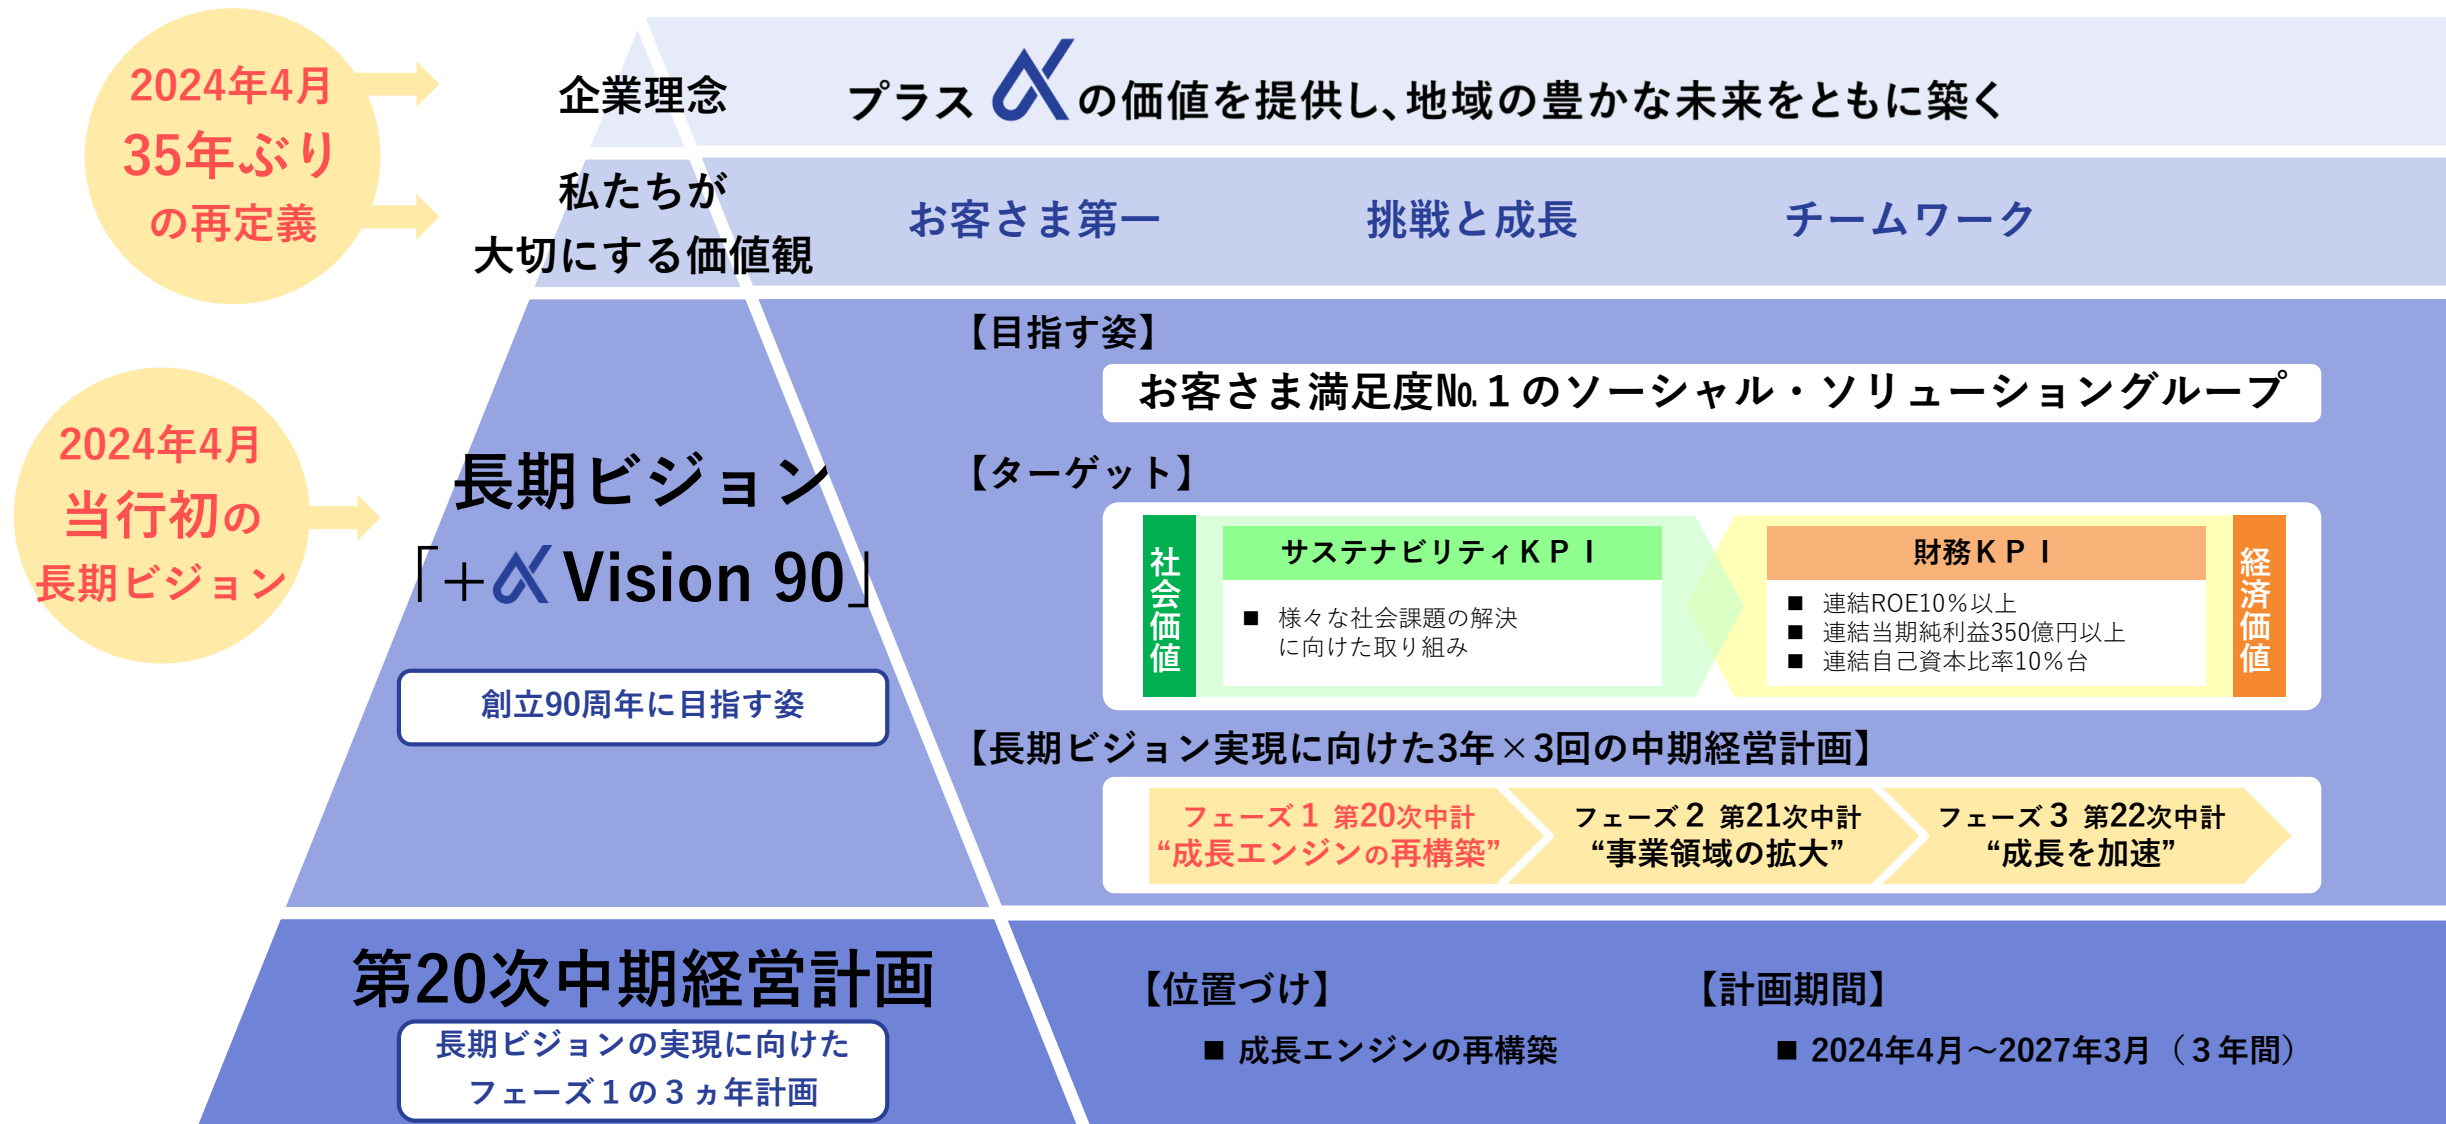 2024年4月
35年ぶり
の再定義
企業理念
プラスαの価値を提供し、地域の豊かな未来をともに築く
私たちが
大切にする価値観
お客さま第一
挑戦と成長
チームワーク
2024年4月
当行初の
長期ビジョン
長期ビジョン
「+α Vision 90」
創立90周年に目指す姿
【目指す姿】
お客さま満足度№１のソーシャル・ソリューショングループ
【ターゲット】
社会価値
サステナビリティKPI
■ 様々な社会課題の解決
に向けた取り組み
財務KPI
■ 連結ROE10％以上
■ 連結当期純利益350億円以上
■ 連結自己資本比率10％台
経済価値
【長期ビジョン実現に向けた3年×3回の中期経営計画】
フェーズ１ 第20次中計
“成長エンジンの再構築”
フェーズ２ 第21次中計
“事業領域の拡大”
フェーズ３ 第22次中計
“成長を加速”
第20次中期経営計画
長期ビジョンの実現に向けた
フェーズ１の３ヵ年計画
【位置づけ】
■ 成長エンジンの再構築
【計画期間】
■ 2024年4月～2027年3月（３年間）